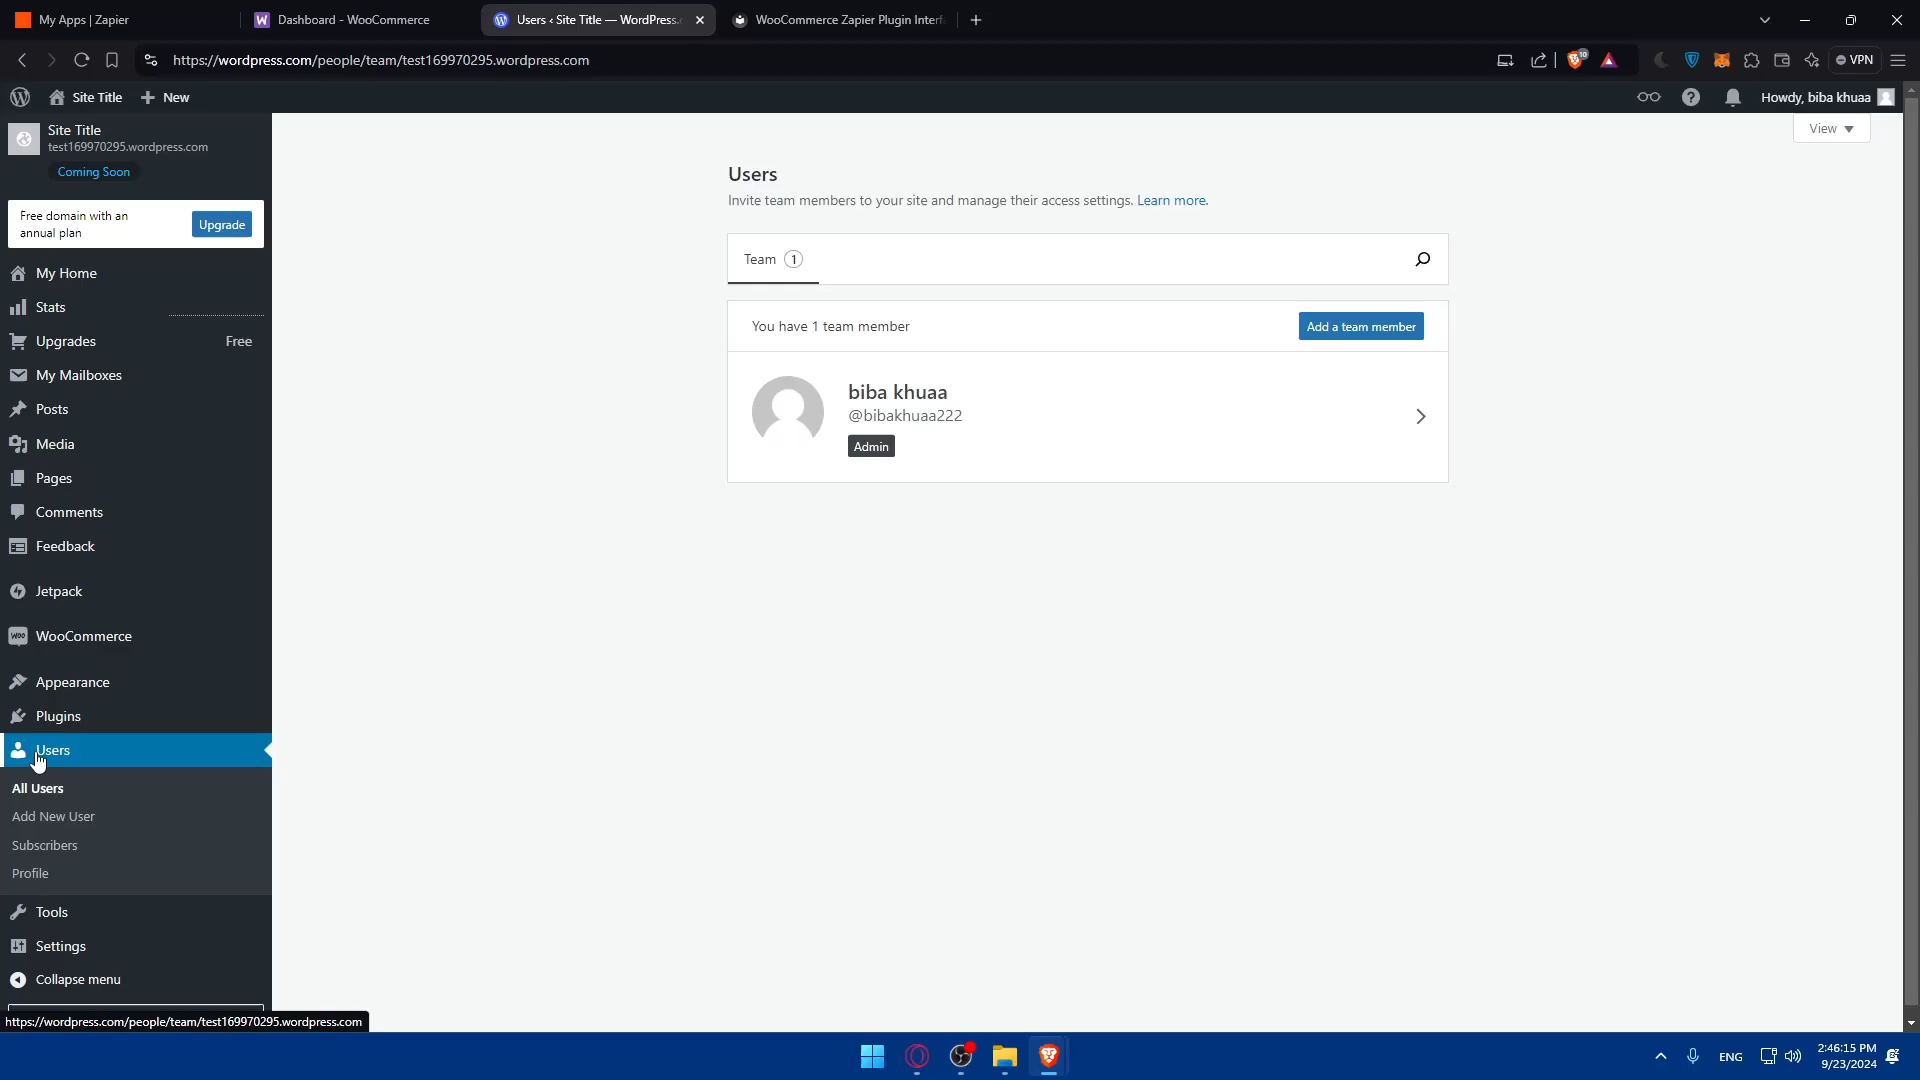 My Apps | Zapier
Dashboard - WooCommerce
Users ‹ Site Title — WordPress.
WooCommerce Zapier Plugin Interf
https://wordpress.com/people/team/test169970295.wordpress.com
10
VPN
Site Title
New
Howdy, biba khuaa
Site Title
test169970295.wordpress.com
Coming Soon
View
Free domain with an
annual plan
Upgrade
Users
Invite team members to your site and manage their access settings. Learn more.
Team 1
You have 1 team member
Add a team member
biba khuaa
@bibakhuaa222
Admin
My Home
Stats
Upgrades
Free
My Mailboxes
Posts
Media
Pages
Comments
Feedback
Jetpack
WooCommerce
Appearance
Plugins
Users
All Users
Add New User
Subscribers
Profile
Tools
Settings
Collapse menu
https://wordpress.com/people/team/test169970295.wordpress.com
ENG
2:46:15 PM
9/23/2024